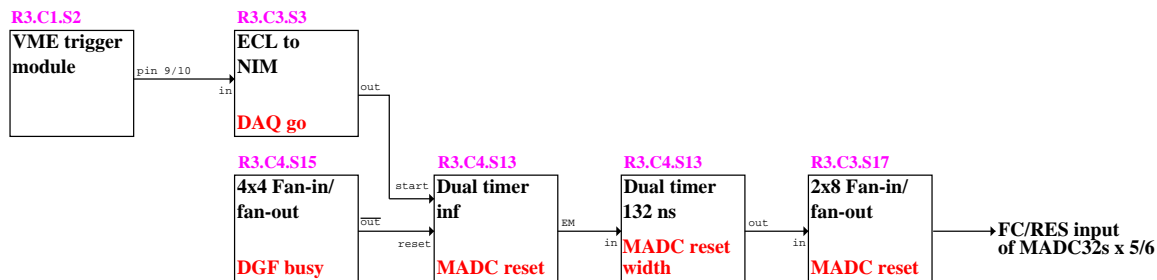 R3.C1.S2
VME trigger
module
pin 9/10
in
R3.C3.S3
ECL to
NIM
DAQ go
out
R3.C4.S15
4x4 Fan-in/
fan-out
DGF busy
out
start
reset
R3.C4.S13
Dual timer
inf
MADC reset
EM
in
R3.C4.S13
Dual timer
132 ns
MADC reset
width
out
in
R3.C3.S17
2x8 Fan-in/
fan-out
MADC reset
FC/RES input
of MADC32s x 5/6